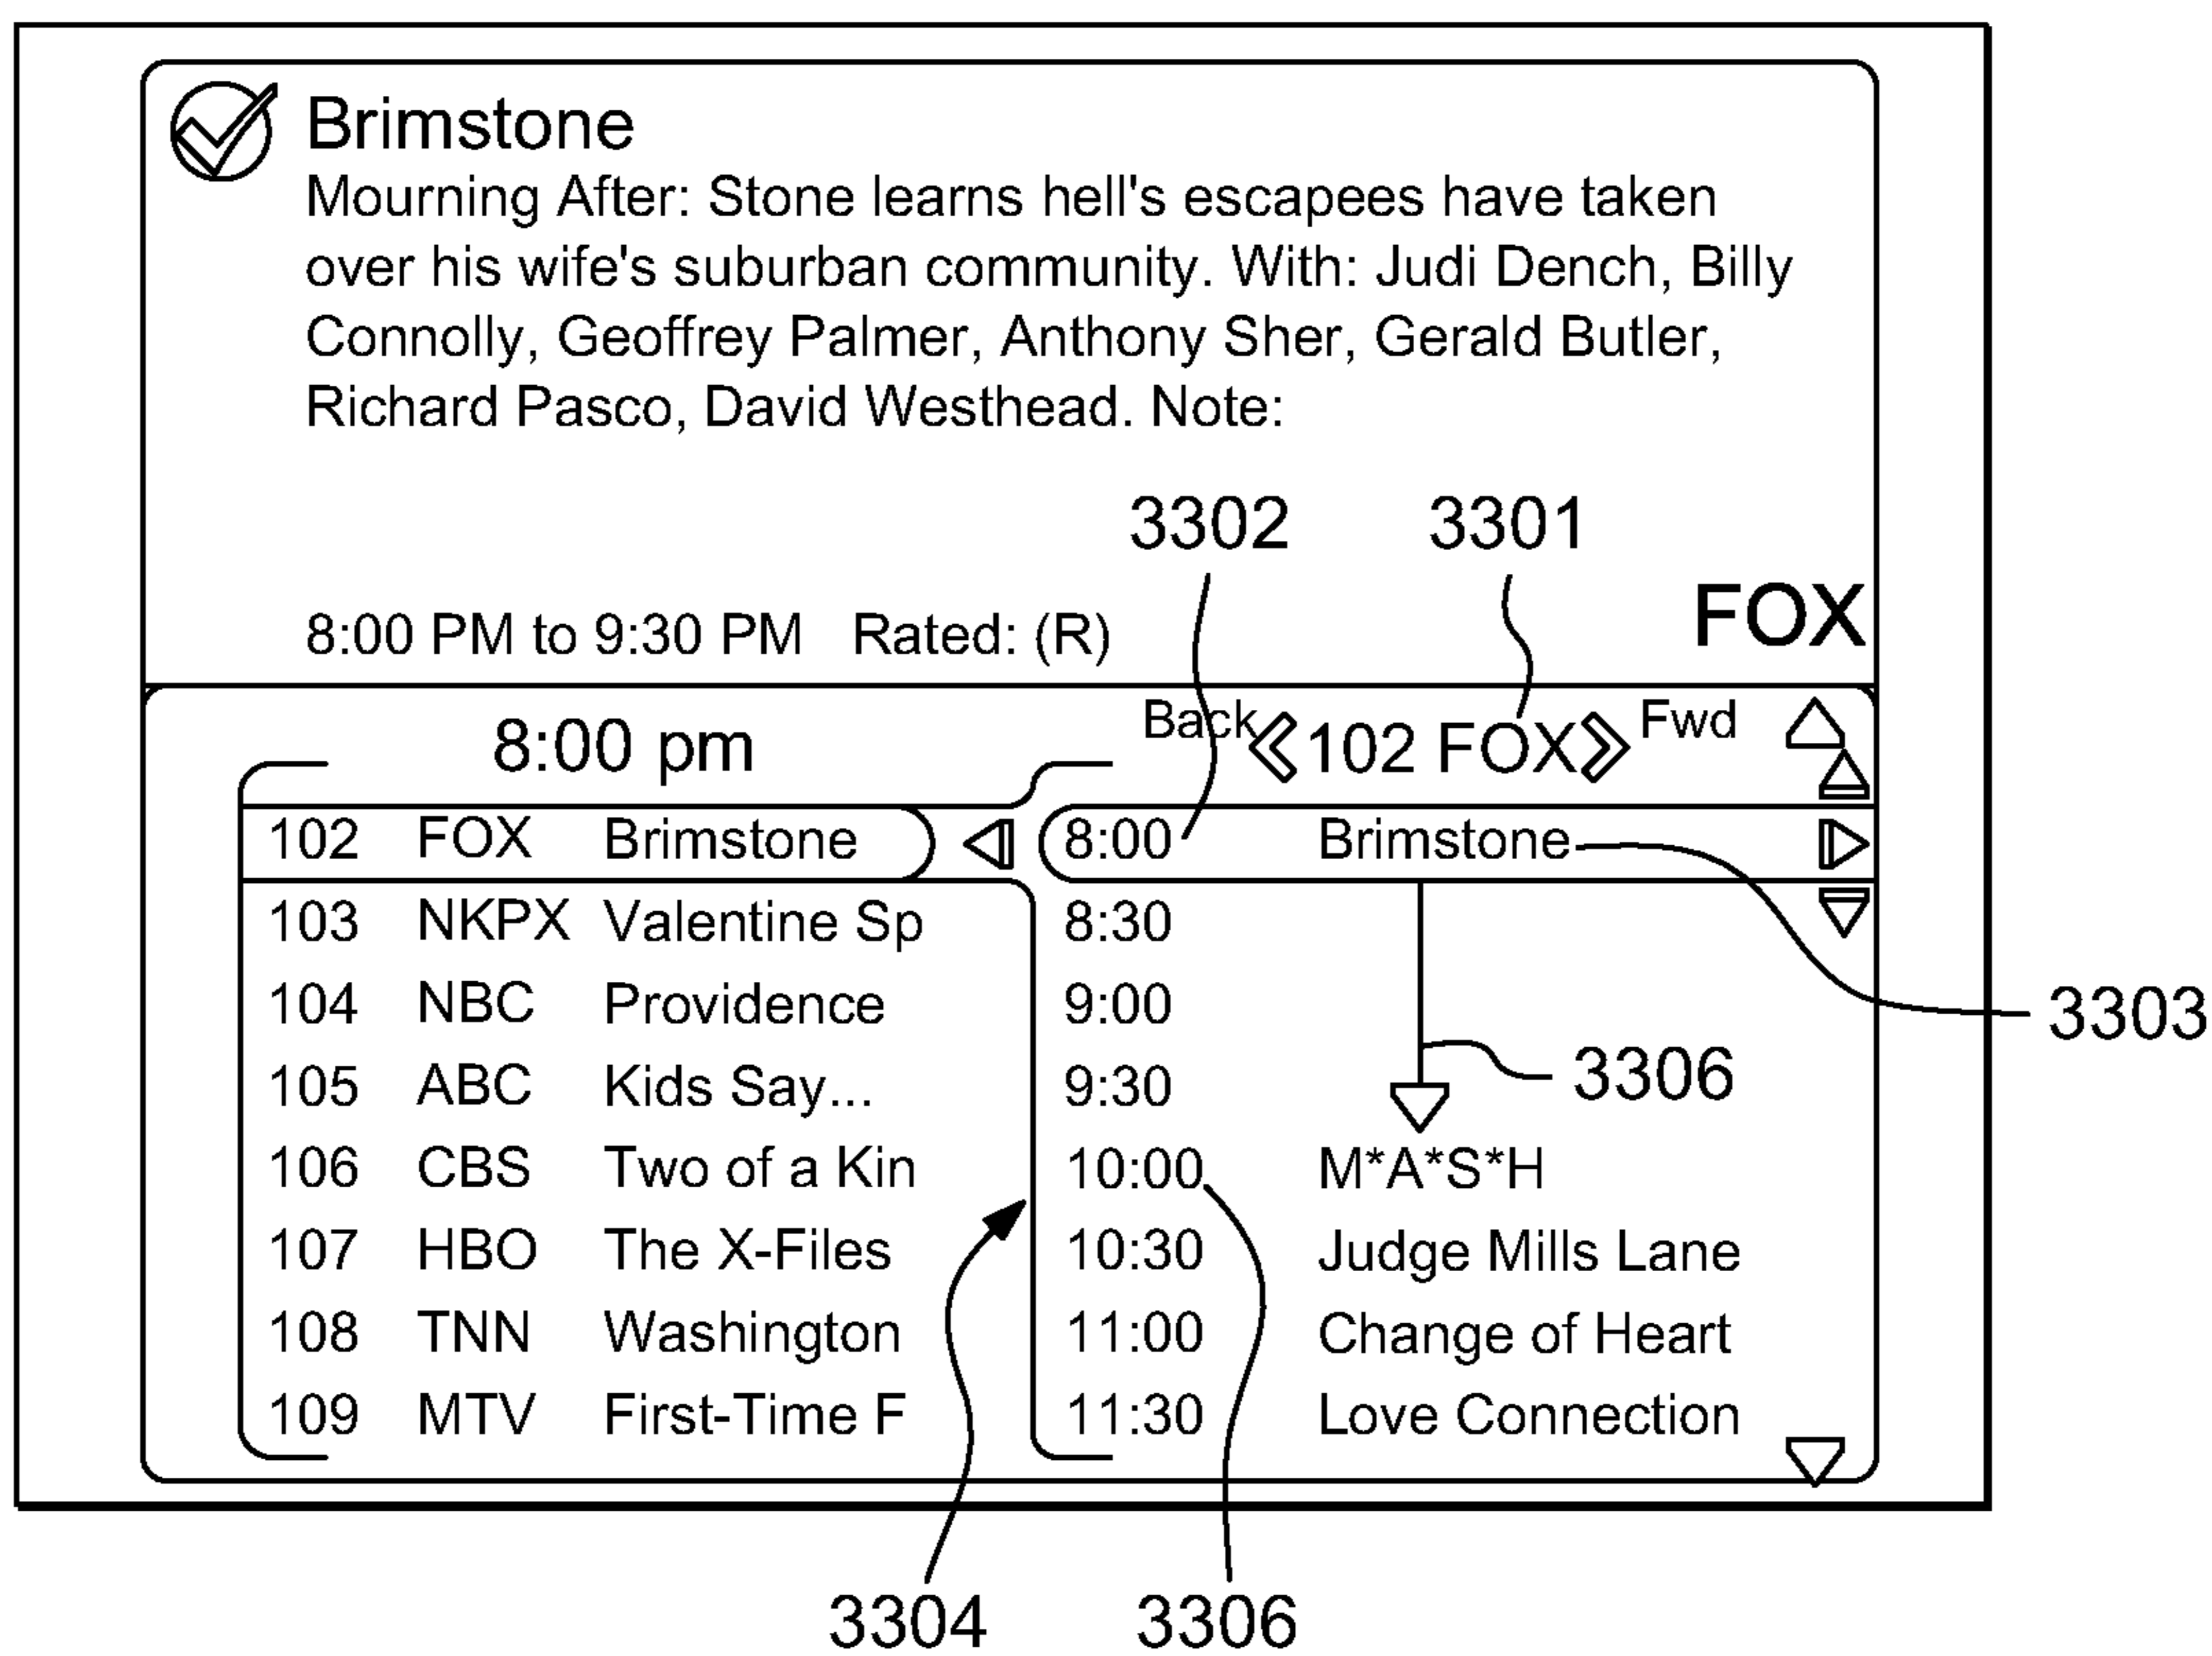 Brimstone
Mourning After: Stone learns hell's escapees have taken
over his wife's suburban community. With: Judi Dench, Billy
Connolly, Geoffrey Palmer, Anthony Sher, Gerald Butler,
Richard Pasco, David Westhead. Note:
3302 3301
8:00 PM to 9:30 PM Rated: (R) FOX
8:00 pm Back 102 FOX Fwd
102 FOX Brimstone 8:00 Brimstone
103 NKPX Valentine Sp 8:30
104 NBC Providence 9:00
3303
105 ABC Kids Say... 9:30
3306
106 CBS Two of a Kin 10:00 M*A*S*H
107 HBO The X-Files 10:30 Judge Mills Lane
108 TNN Washington 11:00 Change of Heart
109 MTV First-Time F 11:30 Love Connection
3304 3306